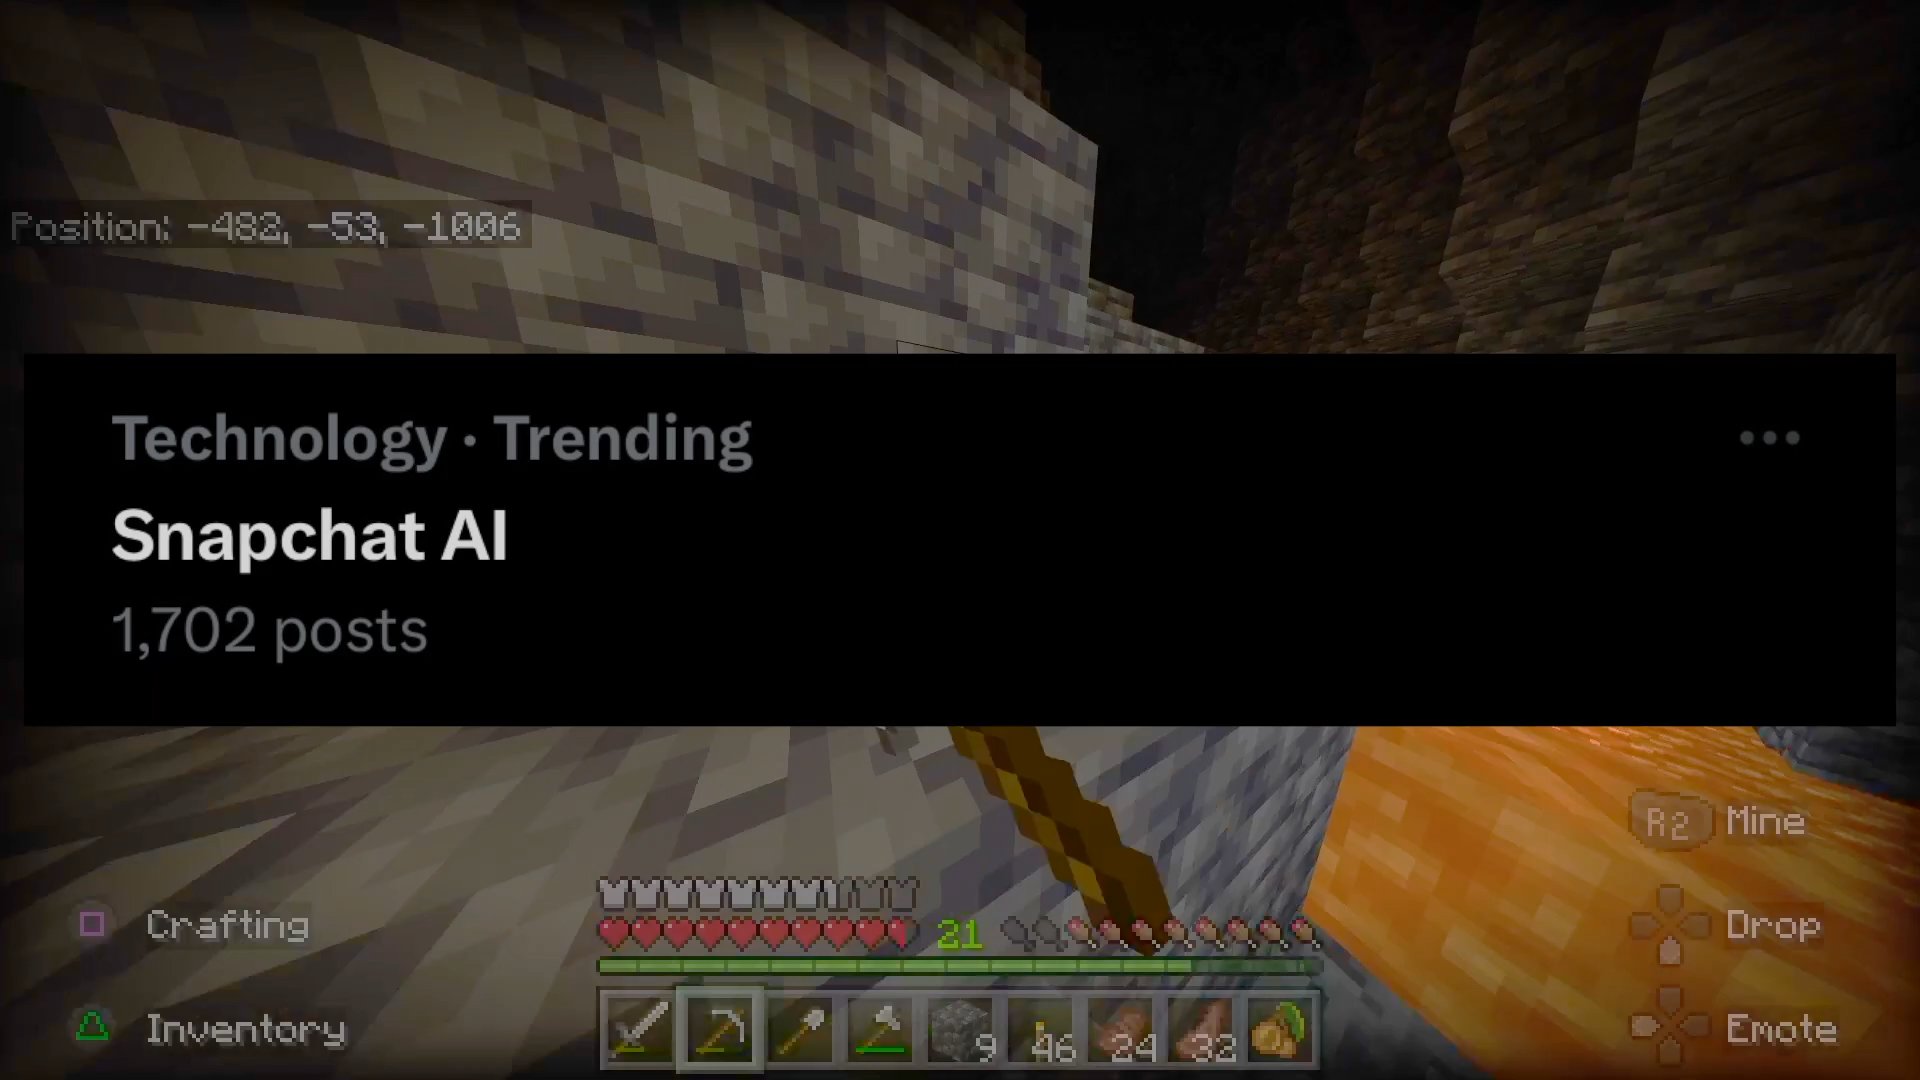 Position: -482, -53, -1006
Technology · Trending
Snapchat AI
1,702 posts
R2 Mine
21
Crafting
Drop
Inventory
9 46 24 32
Emote